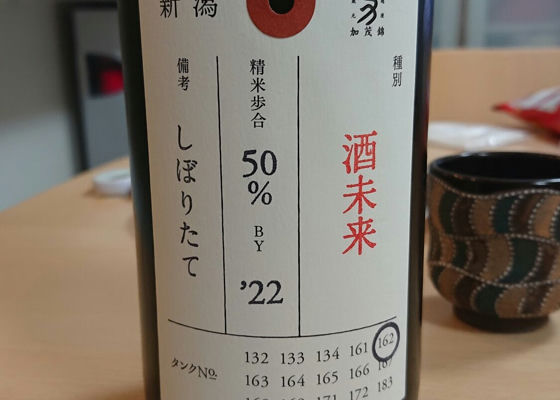 新潟
加茂錦
種別
酒未来
精米歩合
50
%
BY
'22
備考
しぼりたて
タンクNo.
132 133 134 161 162
163 164 165 166 167
171 172 183